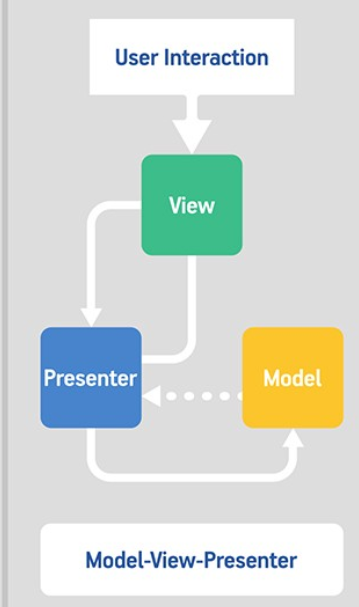 User Interaction
View
Presenter
Model
Model-View-Presenter